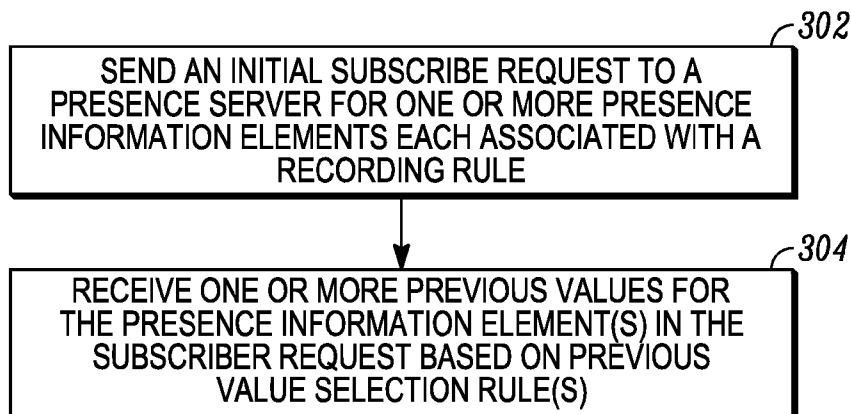 302
SEND AN INITIAL SUBSCRIBE REQUEST TO A
PRESENCE SERVER FOR ONE OR MORE PRESENCE
INFORMATION ELEMENTS EACH ASSOCIATED WITH A
RECORDING RULE
304
RECEIVE ONE OR MORE PREVIOUS VALUES FOR
THE PRESENCE INFORMATION ELEMENT(S) IN THE
SUBSCRIBER REQUEST BASED ON PREVIOUS
VALUE SELECTION RULE(S)